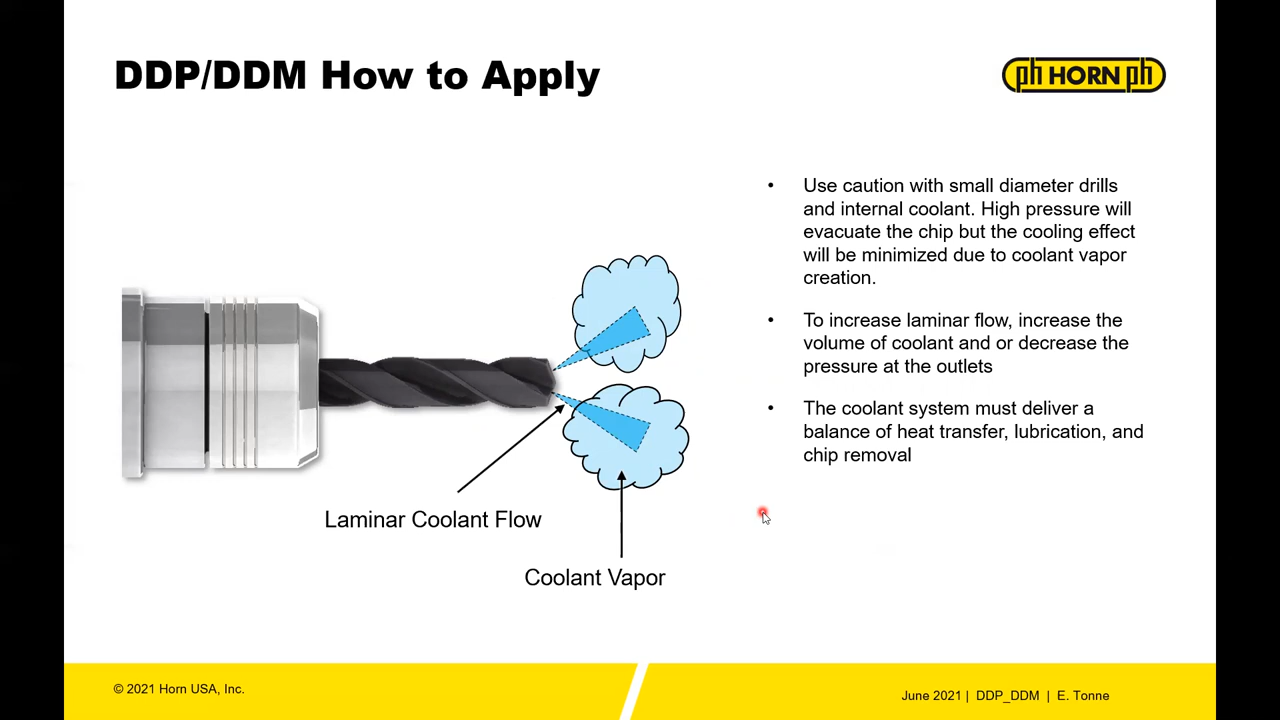 DDP/DDM How to Apply
ph HORN ph
• Use caution with small diameter drills
and internal coolant. High pressure will
evacuate the chip but the cooling effect
will be minimized due to coolant vapor
creation.
• To increase laminar flow, increase the
volume of coolant and or decrease the
pressure at the outlets
• The coolant system must deliver a
balance of heat transfer, lubrication, and
chip removal
Laminar Coolant Flow
Coolant Vapor
© 2021 Horn USA, Inc.
June 2021 | DDP_DDM | E. Tonne